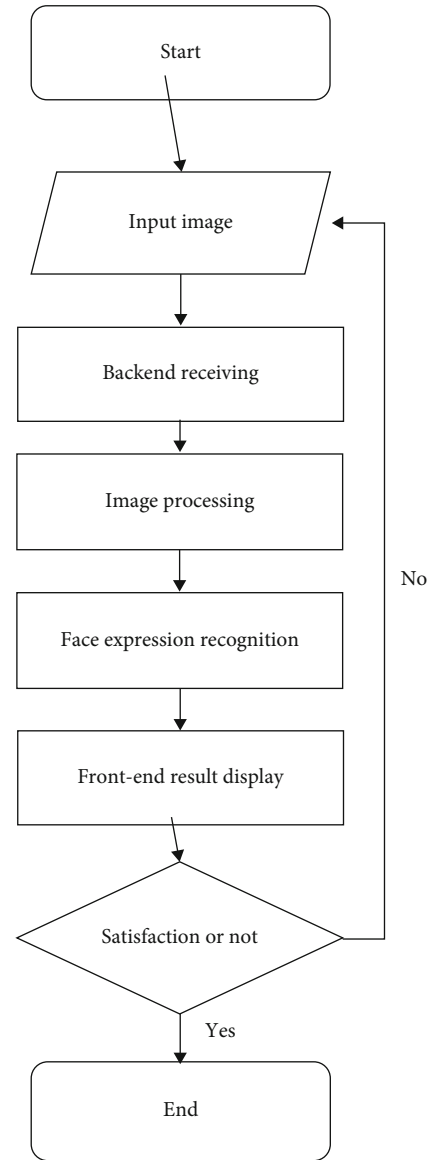 Start
Input image
Backend receiving
Image processing
No
Face expression recognition
Front-end result display
Satisfaction or not
Yes
End